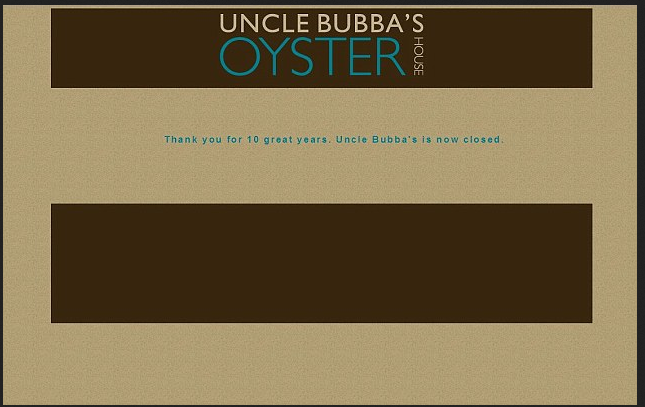 UNCLE BUBBA'S
OYSTER HOUSE
Thank you for 10 great years. Uncle Bubba's is now closed.